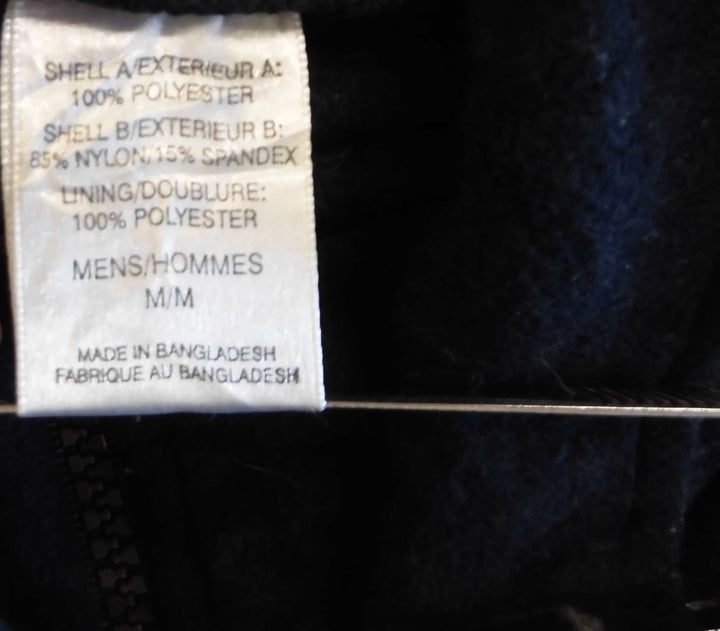 SHELL A/EXTERIEUR A:
100% POLYESTER
SHELL B/EXTERIEUR B:
85% NYLON/15% SPANDEX
LINING/DOUBLURE:
100% POLYESTER
MENS/HOMMES
M/M
MADE IN BANGLADESH
FABRIQUE AU BANGLADESH